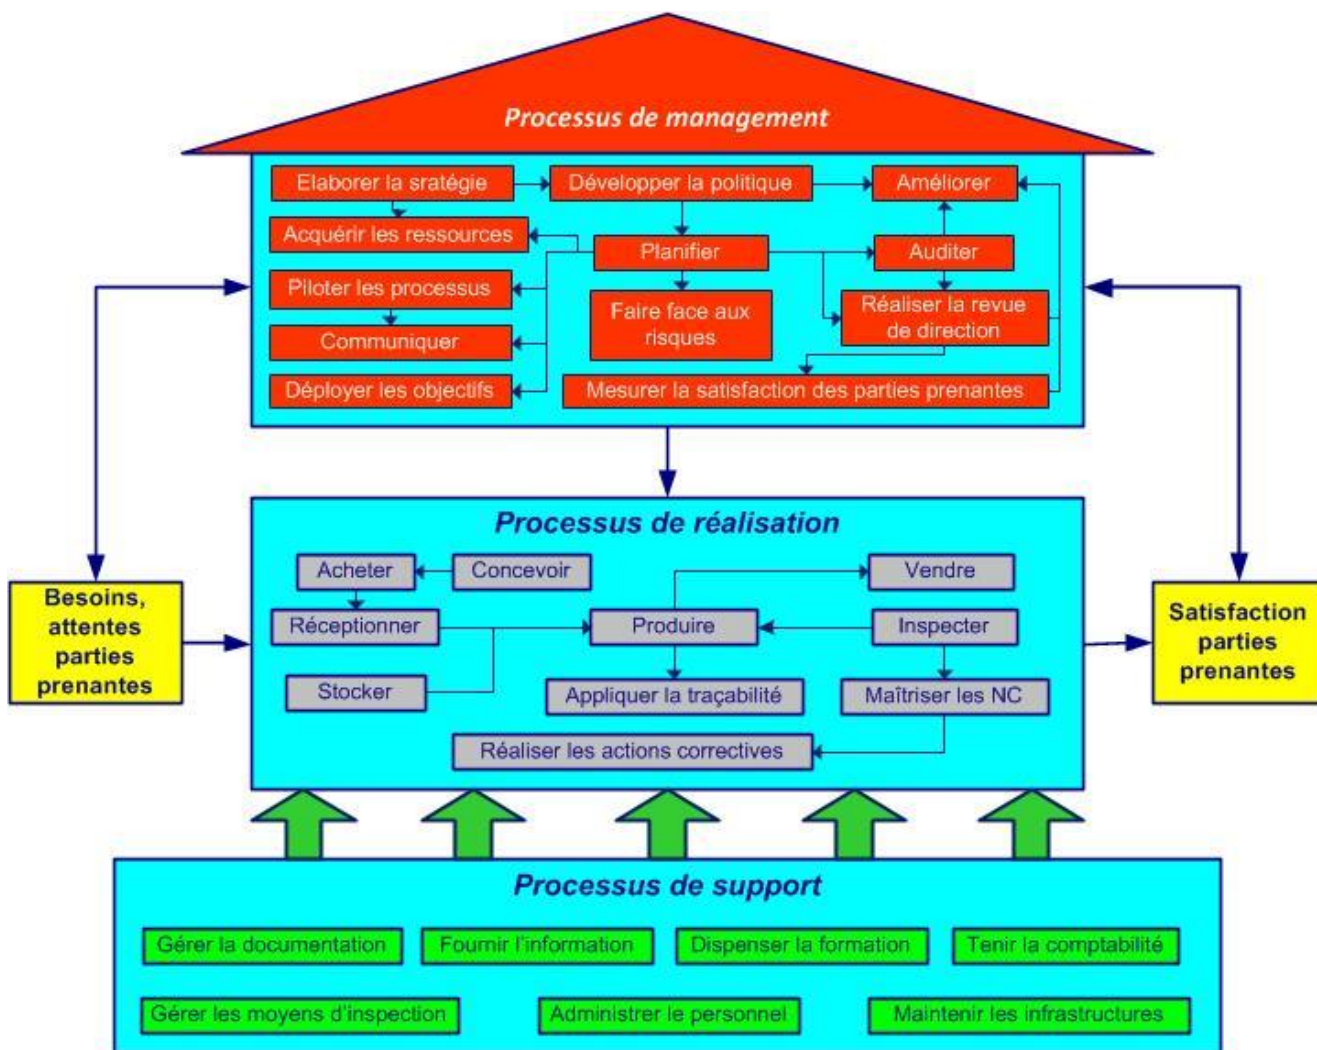 Processus de management
Elaborer la sratégie
Développer la politique
Améliorer
Acquérir les ressources
Planifier
Auditer
Piloter les processus
Faire face aux
risques
Réaliser la revue
de direction
Communiquer
Déployer les objectifs
Mesurer la satisfaction des parties prenantes
Processus de réalisation
Acheter
Concevoir
Vendre
Besoins,
attentes
parties
prenantes
Réceptionner
Produire
Inspecter
Satisfaction
parties
prenantes
Stocker
Appliquer la traçabilité
Maîtriser les NC
Réaliser les actions correctives
Processus de support
Gérer la documentation
Fournir l'information
Dispenser la formation
Tenir la comptabilité
Gérer les moyens d'inspection
Administrer le personnel
Maintenir les infrastructures